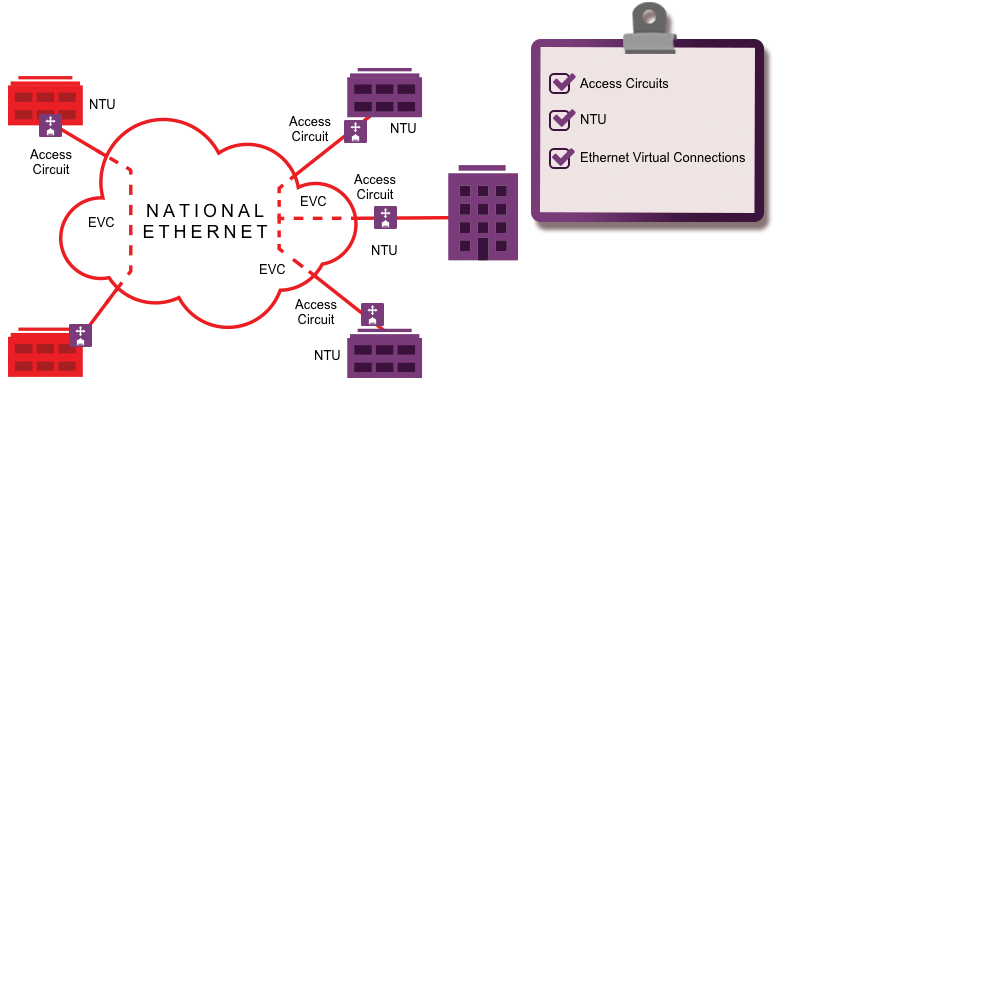 NTU
Access
Circuit
EVC
NATIONAL
ETHERNET
Access
Circuit
NTU
Access
Circuit
EVC
NTU
EVC
Access
Circuit
NTU
Access Circuits
NTU
Ethernet Virtual Connections